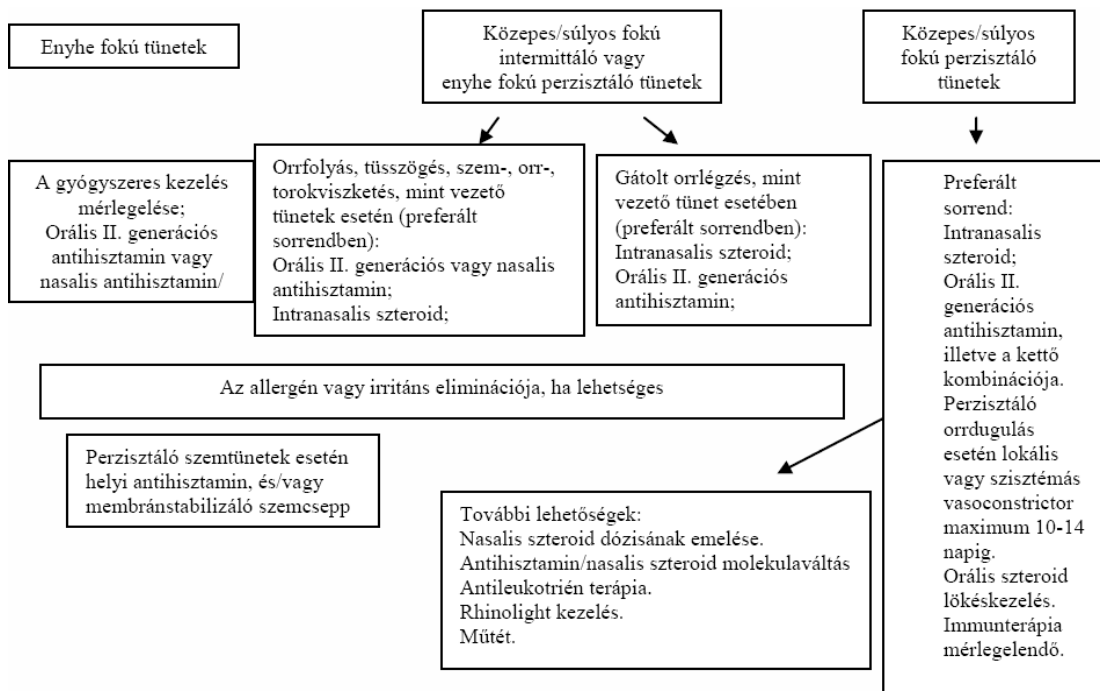 Enyhe fokú tünetek
Közepes/súlyos fokú
intermittáló vagy
enyhe fokú perzisztáló tünetek
Közepes/súlyos
fokú perzisztáló
tünetek
A gyógyszeres kezelés
mérlegelése;
Orális II. generációs
antihisztamin vagy
nasalis antihisztamin/
Orrfolyás, tüsszögés, szem-, orr-,
torokviszketés, mint vezető
tünetek esetén (preferált
sorrendben):
Orális II. generációs vagy nasalis
antihisztamin;
Intranasalis szteroid;
Gátolt orrlégzés, mint
vezető tünet esetében
(preferált sorrendben):
Intranasalis szteroid;
Orális II. generációs
antihisztamin;
Preferált
sorrend:
Intranasalis
szteroid;
Orális II.
generációs
antihisztamin,
illetve a kettő
kombinációja.
Perzisztáló
orrdugulás
esetén lokális
vagy szisztémás
vasoconstrictor
maximum 10-14
napig.
Orális szteroid
lökéskezelés.
Immunterápia
mérlegelendő.
Az allergén vagy irritáns eliminációja, ha lehetséges
Perzisztáló szemtünetek esetén
helyi antihisztamin, és/vagy
membránstabilizáló szemcsepp
További lehetőségek:
Nasalis szteroid dózisának emelése.
Antihisztamin/nasalis szteroid molekulaváltás
Antileukotrién terápia.
Rhinolight kezelés.
Műtét.